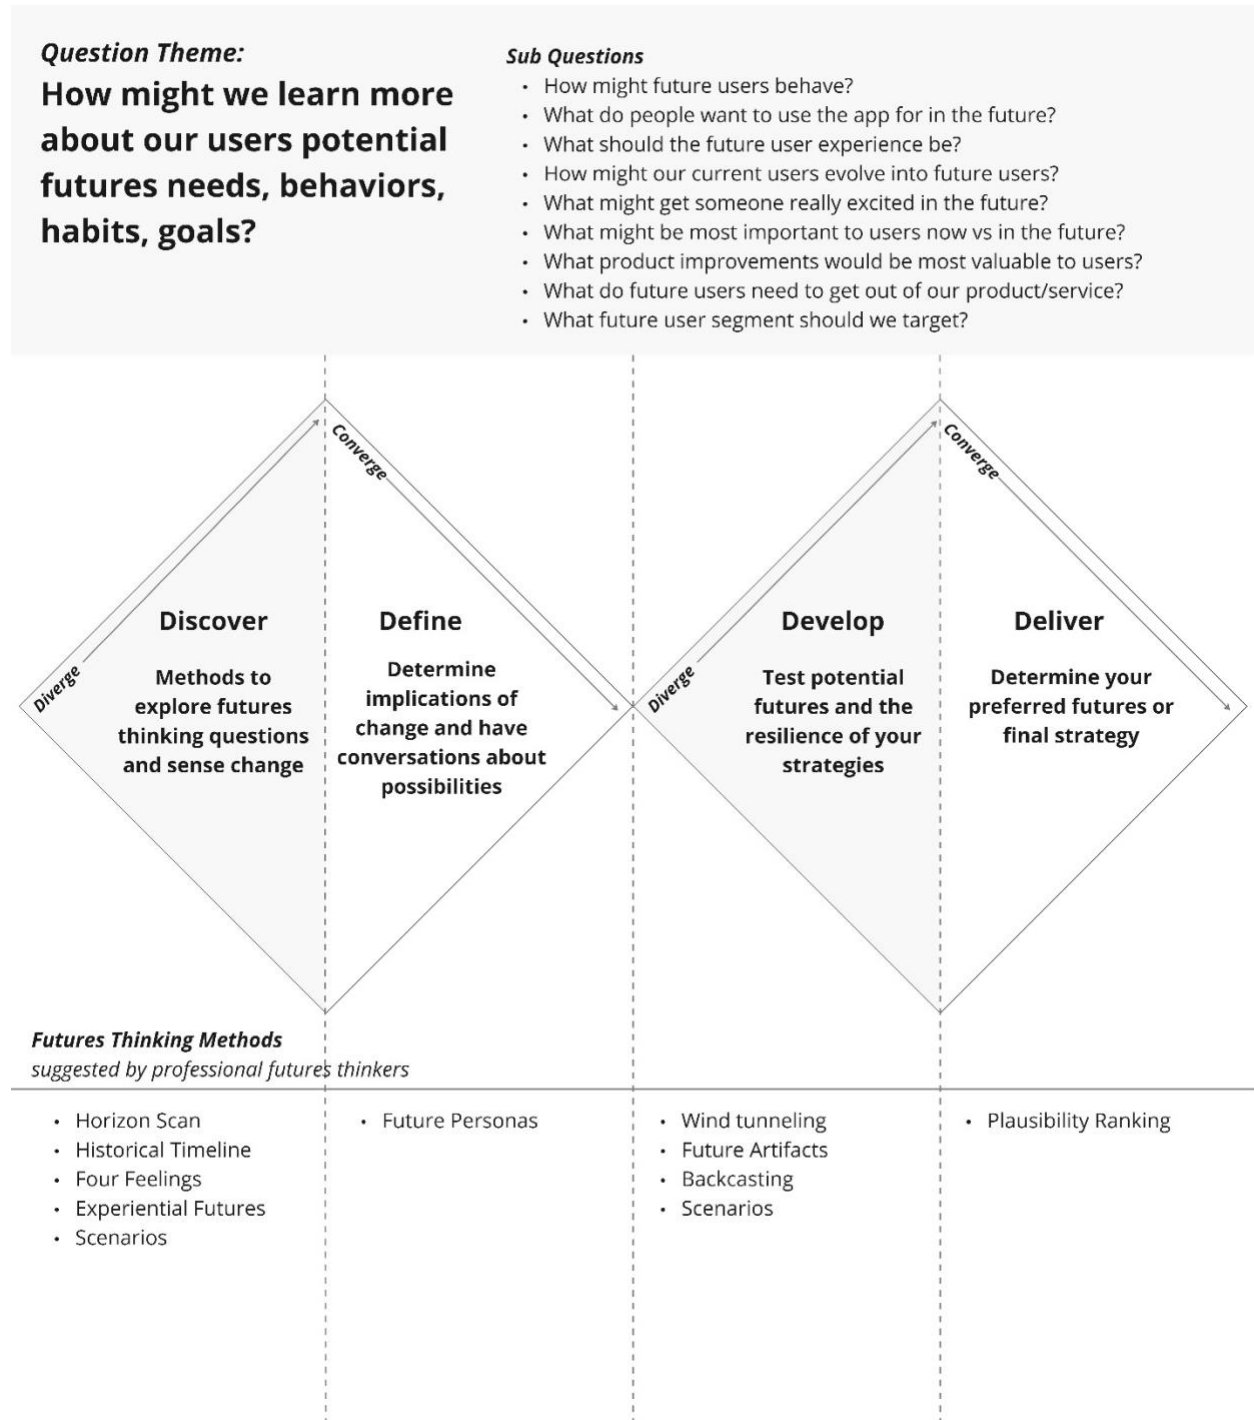 Question Theme:
How might we learn more
about our users potential
futures needs, behaviors,
habits, goals?
Sub Questions
• How might future users behave?
• What do people want to use the app for in the future?
• What should the future user experience be?
• How might our current users evolve into future users?
• What might get someone really excited in the future?
• What might be most important to users now vs in the future?
• What product improvements would be most valuable to users?
• What do future users need to get out of our product/service?
• What future user segment should we target?
Diverge
Discover
Methods to
explore futures
thinking questions
and sense change
Converge
Define
Determine
implications of
change and have
conversations about
possibilities
Diverge
Develop
Test potential
futures and the
resilience of your
strategies
Converge
Deliver
Determine your
preferred futures or
final strategy
Futures Thinking Methods
suggested by professional futures thinkers
• Horizon Scan
• Historical Timeline
• Four Feelings
• Experiential Futures
• Scenarios
• Future Personas
• Wind tunneling
• Future Artifacts
• Backcasting
• Scenarios
• Plausibility Ranking